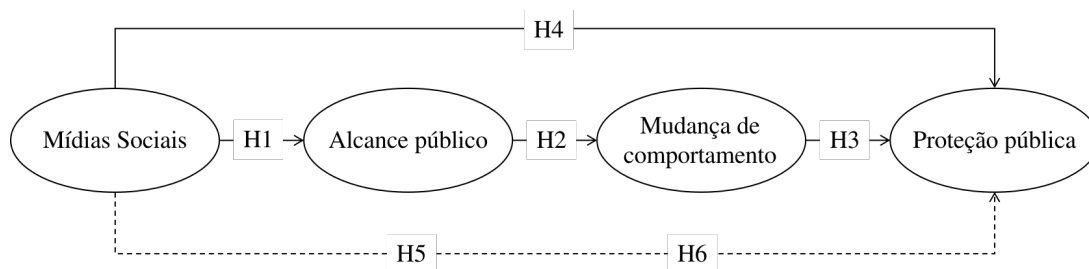 H4
Mídias Sociais
H1
Alcance público
H2
Mudança de
comportamento
H3
Proteção pública
H5
H6